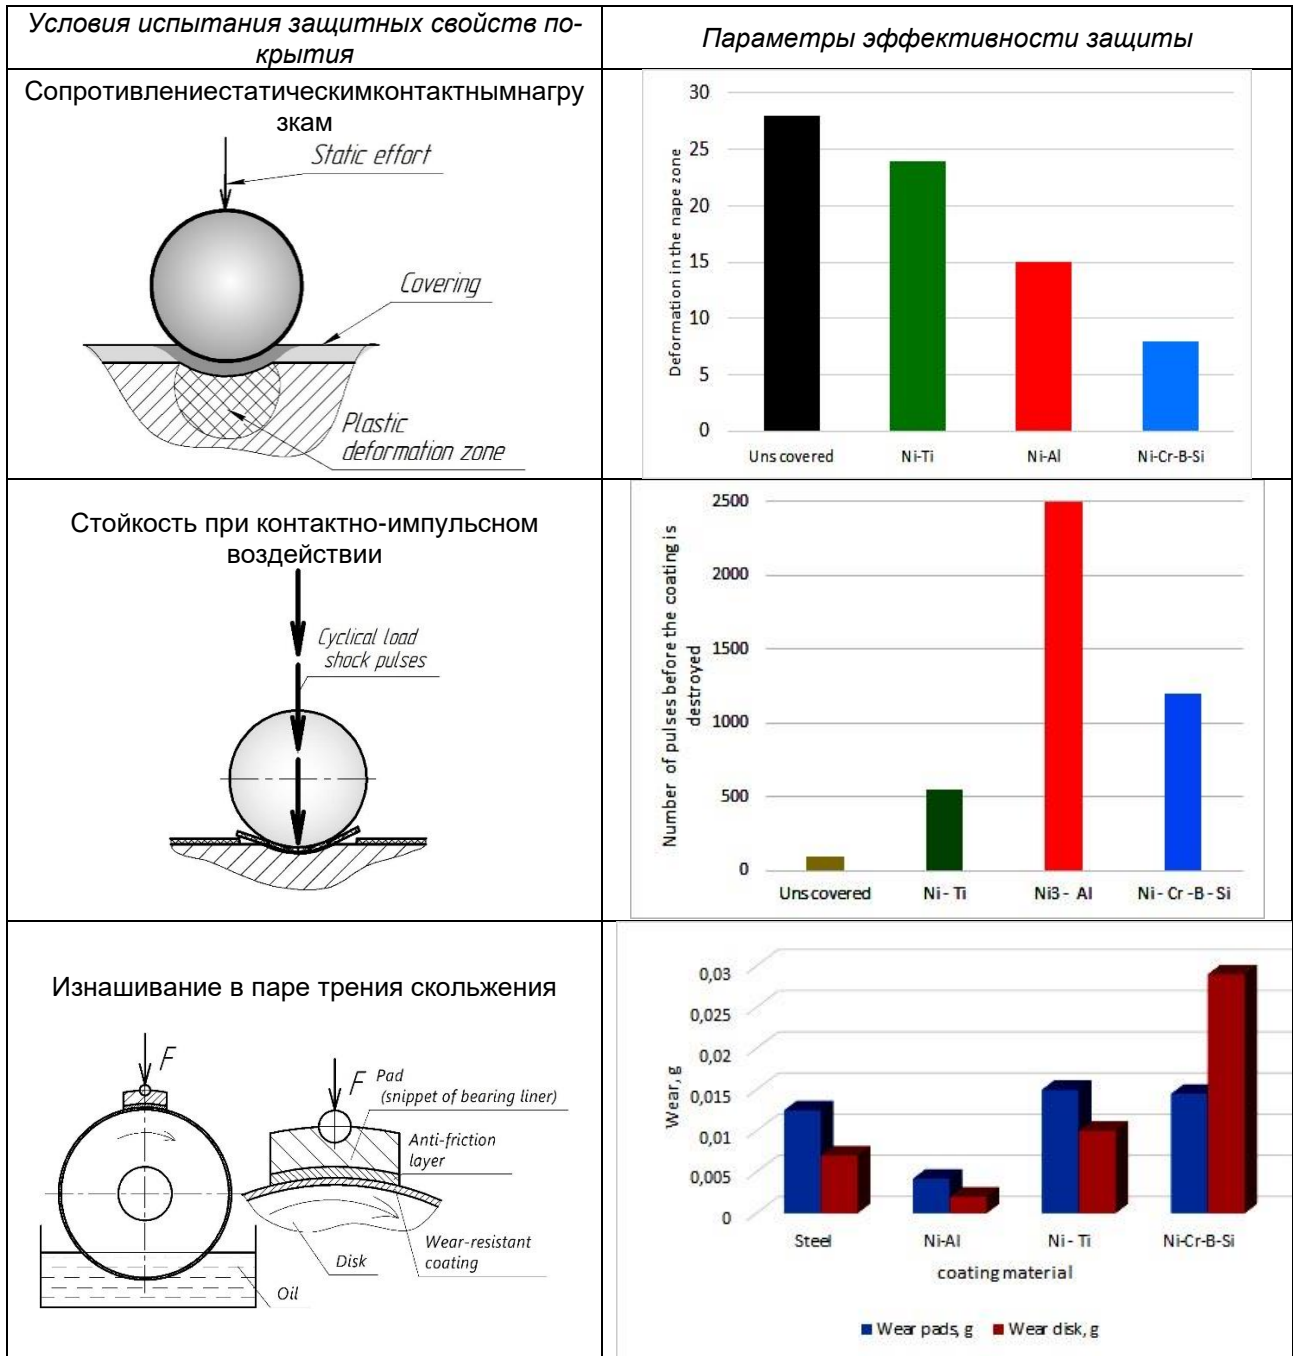 Условия испытания защитных свойств по-
крытия
Параметры эффективности защиты
Сопротивлениестатическимконтактнымнагру
зкам
Static effort
Covering
Plastic
deformation zone
Deformation in the nape zone
30
25
20
15
10
5
0
Uns covered
Ni-Ti
Ni-Al
Ni-Cr-B-Si
Стойкость при контактно-импульсном
воздействии
Cyclical load
shock pulses
Number of pulses before the coating is
destroyed
2500
2000
1500
1000
500
0
Uns covered
Ni - Ti
Ni3 - Al
Ni - Cr -B - Si
Изнашивание в паре трения скольжения
F
F
Pad
(snippet of bearing liner)
Anti-friction
layer
Wear-resistant
coating
Disk
Oil
Wear, g
0,03
0,025
0,02
0,015
0,01
0,005
0
Steel
Ni-Al
Ni - Ti
Ni-Cr-B-Si
coating material
Wear pads, g
Wear disk, g